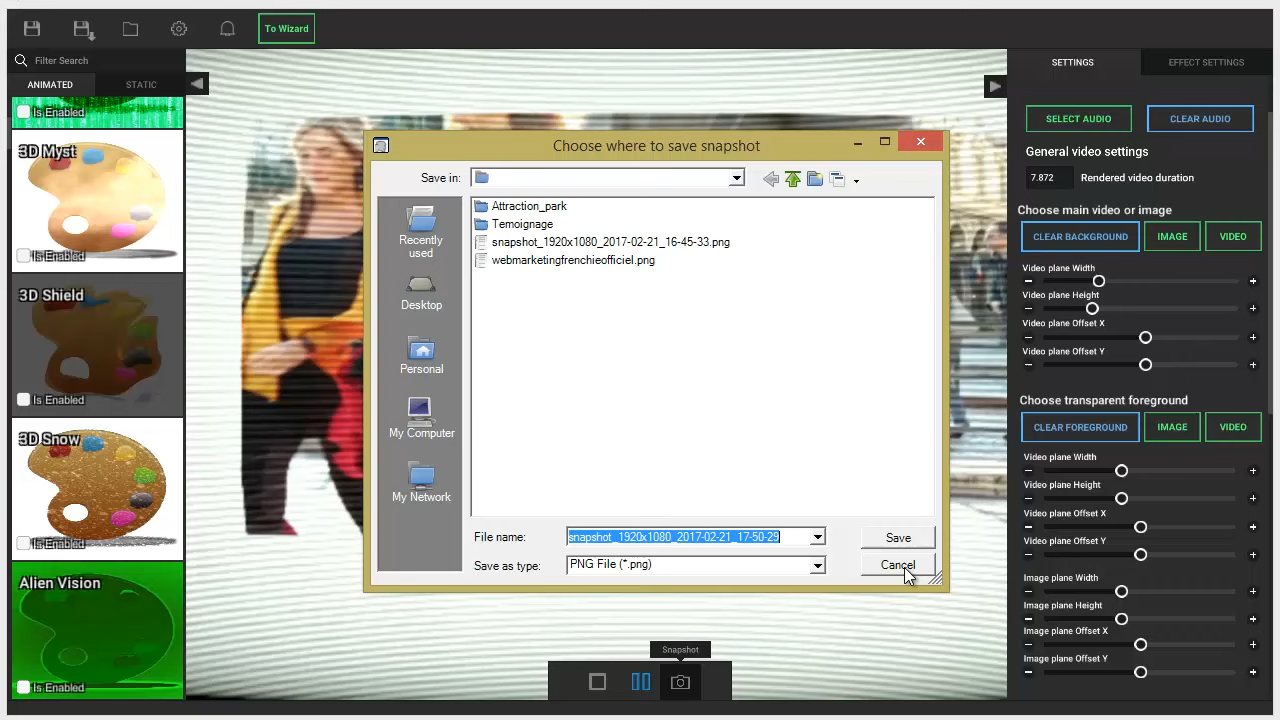 To Wizard
Filter Search
ANIMATED
STATIC
Is Enabled
3D Myst
Is Enabled
3D Shield
Is Enabled
3D Snow
Is Enabled
Alien Vision
Is Enabled
Choose where to save snapshot
Save in:
Recently
used
Desktop
Personal
My Computer
My Network
Attraction_park
Temoignage
snapshot_1920x1080_2017-02-21_16-45-33.png
webmarketingfrenchieofficiel.png
File name:
snapshot_1920x1080_2017-02-21_17-50-29
Save
Save as type:
PNG File (*.png)
Cancel
Snapshot
SETTINGS
EFFECT SETTINGS
SELECT AUDIO
CLEAR AUDIO
General video settings
7.872 Rendered video duration
Choose main video or image
CLEAR BACKGROUND
IMAGE
VIDEO
Video plane Width
Video plane Height
Video plane Offset X
Video plane Offset Y
Choose transparent foreground
CLEAR FOREGROUND
IMAGE
VIDEO
Video plane Width
Video plane Height
Video plane Offset X
Video plane Offset Y
Image plane Width
Image plane Height
Image plane Offset X
Image plane Offset Y